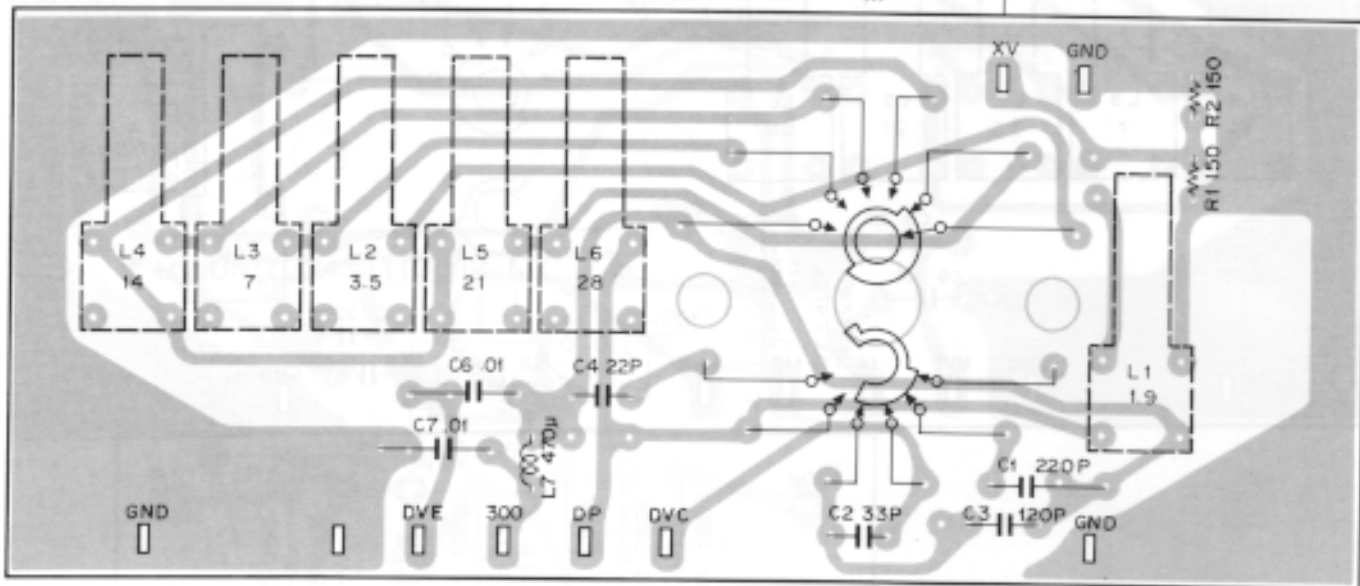 XV GND
R2 150
R1 150
L4 14
L3 7
L2 3.5
L5 21
L6 28
L1 1.9
C6 .01
C4 22P
C7 .01
L7 470µ
C1 220P
C2 33P
C3 120P
GND
DVE
300
DP
DVC
GND